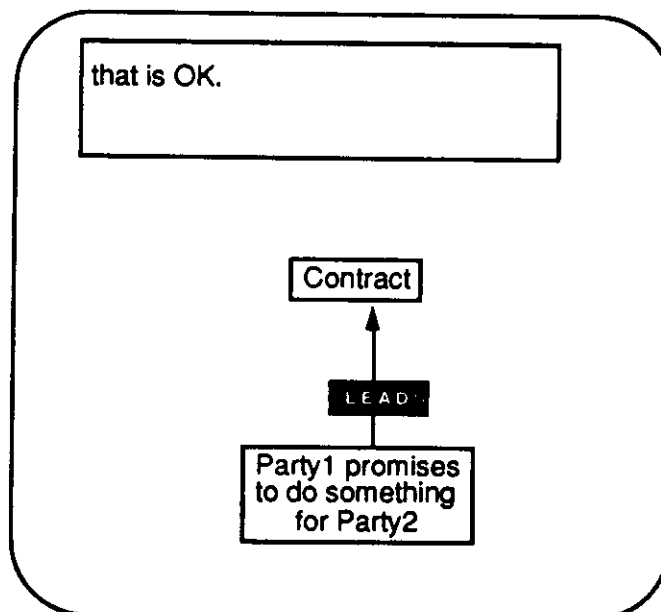 that is OK.
Contract
LEAD
Party1 promises
to do something
for Party2